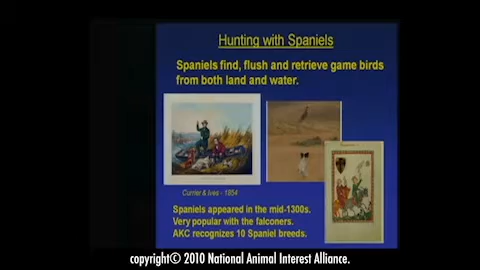 Hunting with Spaniels
Spaniels find, flush and retrieve game birds
from both land and water.
Currier & Ives - 1954
Spaniels appeared in the mid-1300s.
Very popular with the falconers.
AKC recognizes 10 Spaniel breeds.
copyright© 2010 National Animal Interest Alliance.